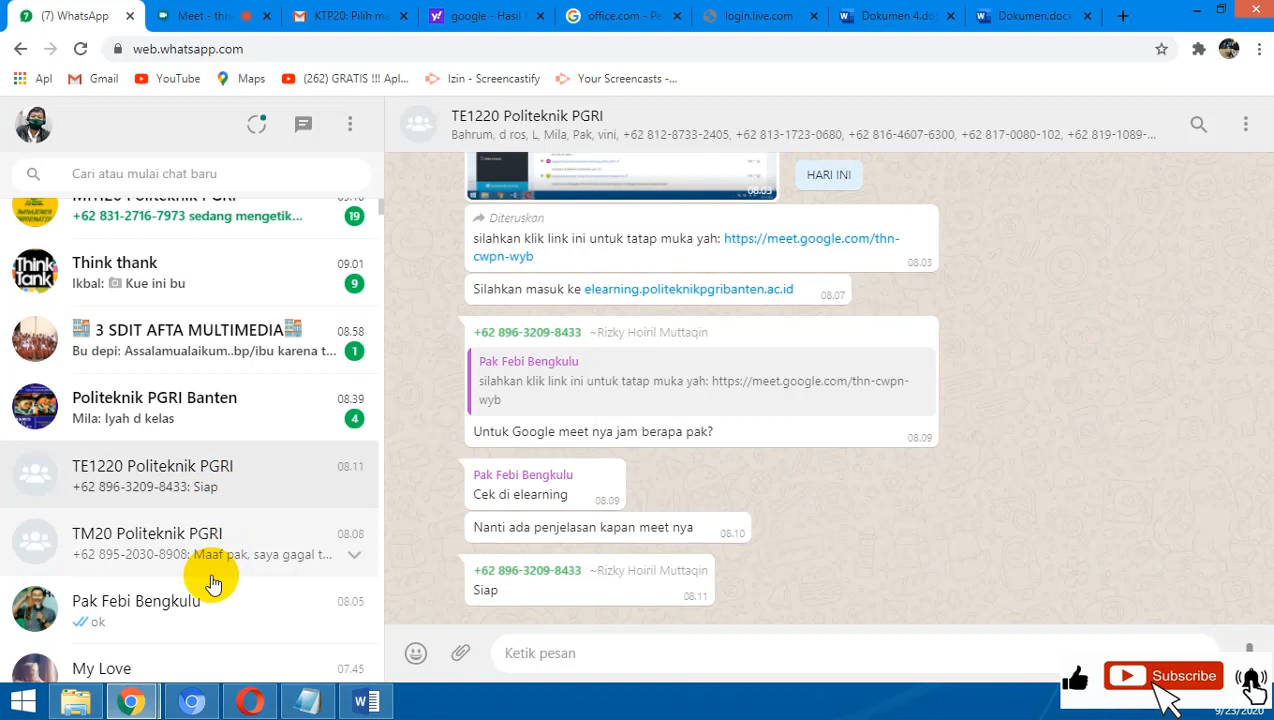 (7) WhatsApp
Meet - thn
KTP20: Pilih m
google - Hasil
office.com - Pe
login.live.com
Dokumen 4.do
Dokumen.docx
web.whatsapp.com
Apl
Gmail
YouTube
Maps
(262) GRATIS !!! Apl...
Izin - Screencastify
Your Screencasts -...
TE1220 Politeknik PGRI
Bahrum, d ros, L, Mila, Pak, vini, +62 812-8733-2405, +62 813-1723-0680, +62 816-4607-6300, +62 817-0080-102, +62 819-1089-...
Cari atau mulai chat baru
+62 831-2716-7973 sedang mengetik...
19
Think thank
09.01
Ikbal: Kue ini bu
9
3 SDIT AFTA MULTIMEDIA
08.58
Bu depi: Assalamualaikum..bp/ibu karena t...
1
Politeknik PGRI Banten
08.39
Mila: Iyah d kelas
4
TE1220 Politeknik PGRI
08.11
+62 896-3209-8433: Siap
TM20 Politeknik PGRI
08.08
+62 895-2030-8908: Maaf pak, saya gagal t...
Pak Febi Bengkulu
08.05
ok
My Love
07.45
08.03
HARI INI
Diteruskan
silahkan klik link ini untuk tatap muka yah: https://meet.google.com/thn-
cwpn-wyb
08.03
Silahkan masuk ke elearning.politeknikpgribanten.ac.id
08.07
+62 896-3209-8433 ~Rizky Hoiril Muttaqin
Pak Febi Bengkulu
silahkan klik link ini untuk tatap muka yah: https://meet.google.com/thn-cwpn-
wyb
Untuk Google meet nya jam berapa pak?
08.09
Pak Febi Bengkulu
Cek di elearning
08.09
Nanti ada penjelasan kapan meet nya
08.10
+62 896-3209-8433 ~Rizky Hoiril Muttaqin
Siap
08.11
Ketik pesan
Subscribe
9/23/2020